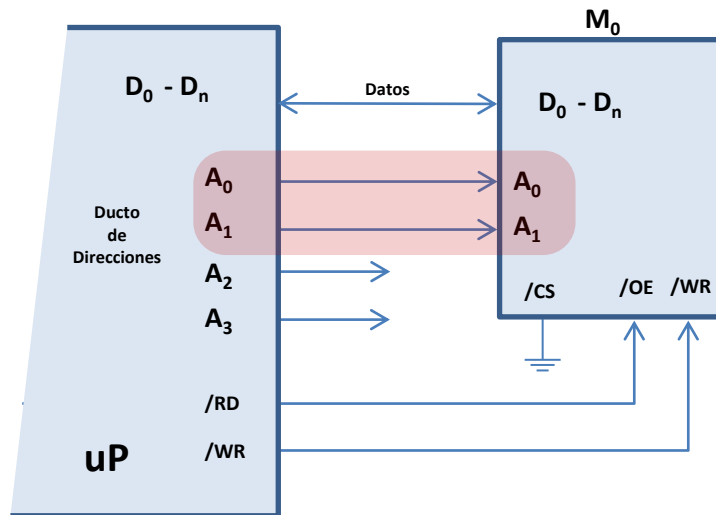 M0
D0 - Dn
Datos
D0 - Dn
A0
A0
Ducto
de
Direcciones
A1
A1
A2
A3
/CS
/OE
/WR
/RD
/WR
uP